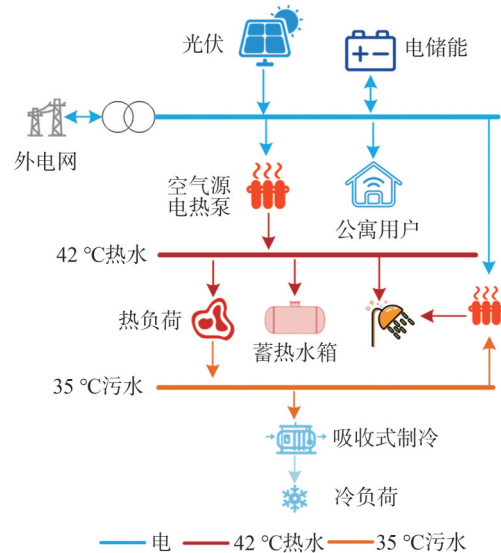 光伏
电储能
外电网
空气源
电热泵
公寓用户
42 ℃热水
热负荷
蓄热水箱
35 ℃污水
吸收式制冷
冷负荷
电
42 ℃热水
35 ℃污水